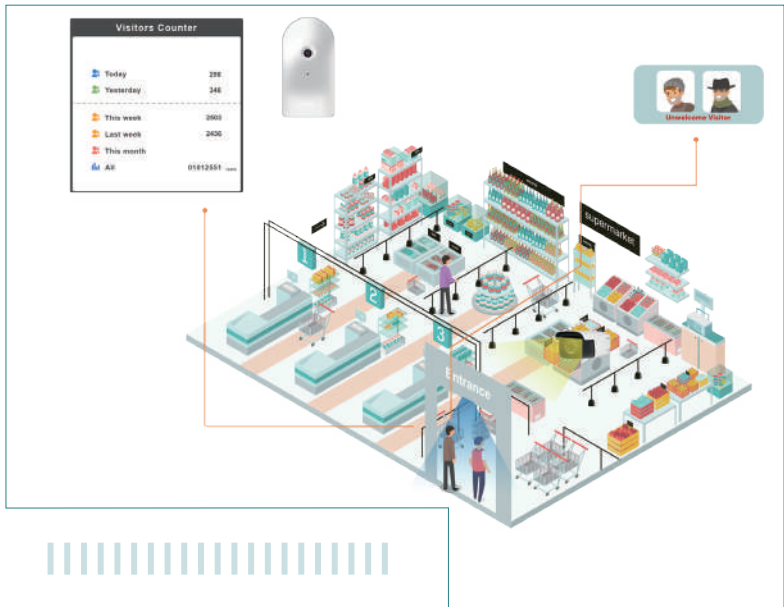 Visitors Counter
Today 298
Yesterday 346
This week 2603
Last week 2436
This month
All 01012551
Unwelcome Visitor
supermarket
1
2
3
Entrance